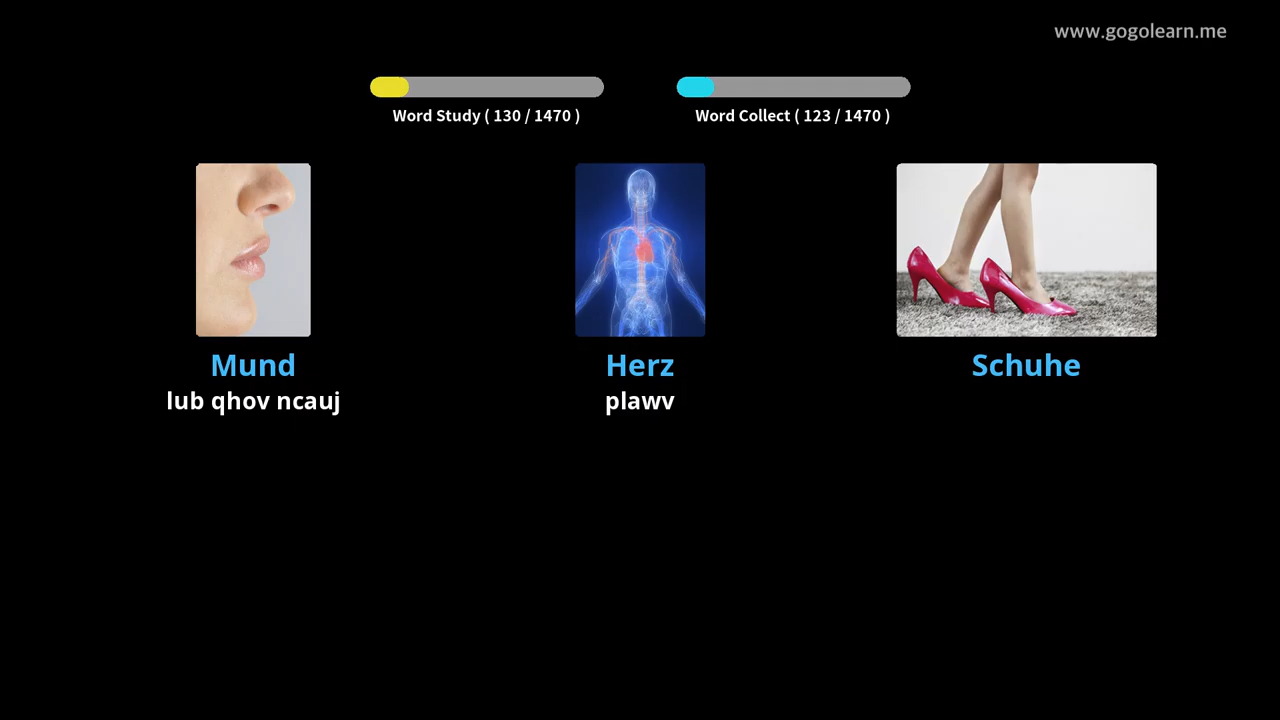 www.gogolearn.me
Word Study ( 130 / 1470 )
Word Collect ( 123 / 1470 )
Mund
lub qhov ncauj
Herz
plawv
Schuhe